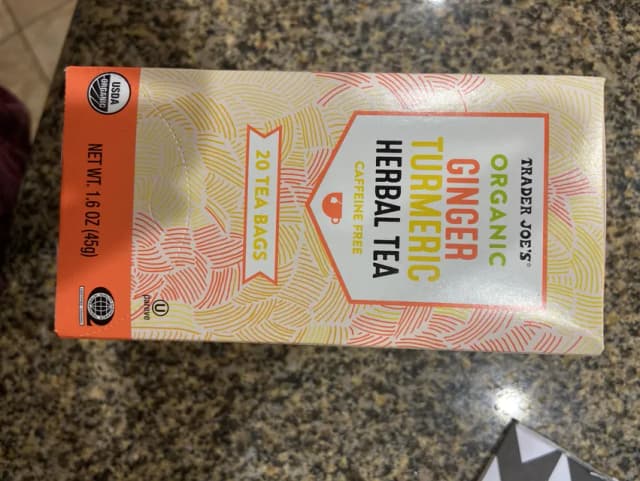 TRADER JOE'S®
ORGANIC
GINGER
TURMERIC
HERBAL TEA
CAFFEINE FREE
20 TEA BAGS
U
pareve
USDA
ORGANIC
NET WT. 1.6 OZ (45g)